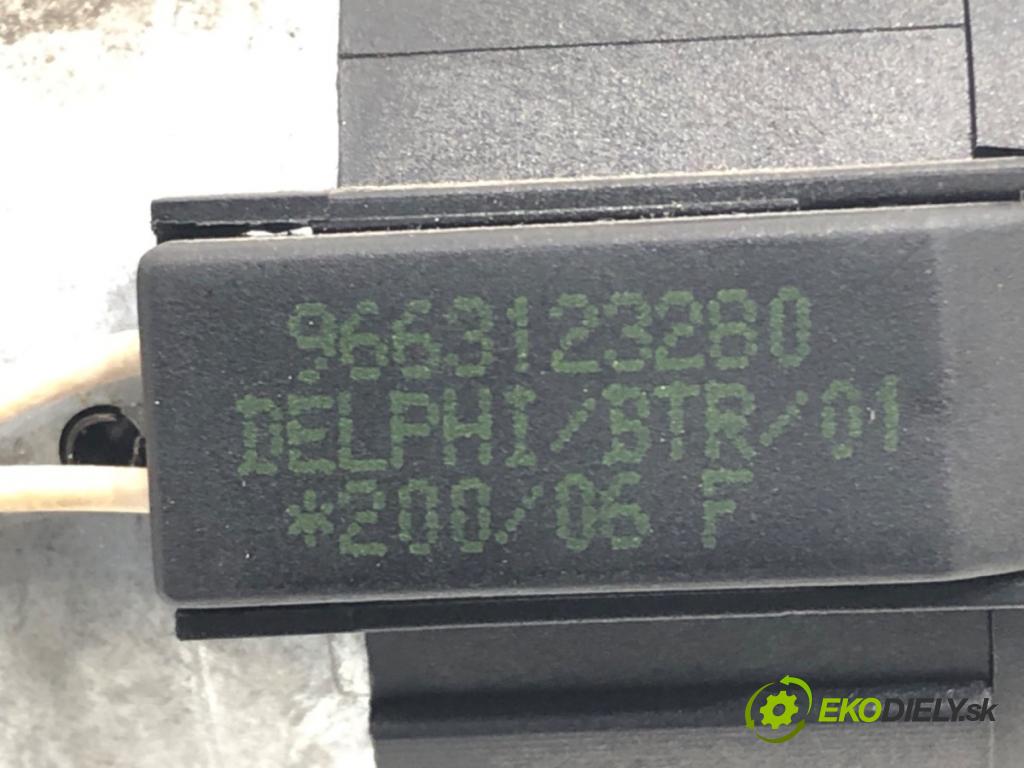 9663123280
DELPHI/BTR/01
*200/06 F
EKODIELY.sk